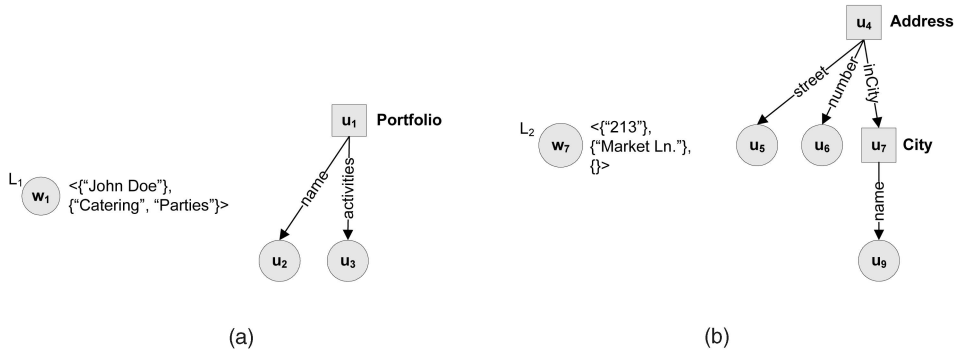 u4 Address
street
number
inCity
L2
w7
<{“213”},
{“Market Ln.”},
{}>
u5
u6
u7 City
name
u9
u1 Portfolio
name
activities
L1
w1
<{“John Doe”},
{“Catering”, “Parties”}>
u2
u3
(a)
(b)